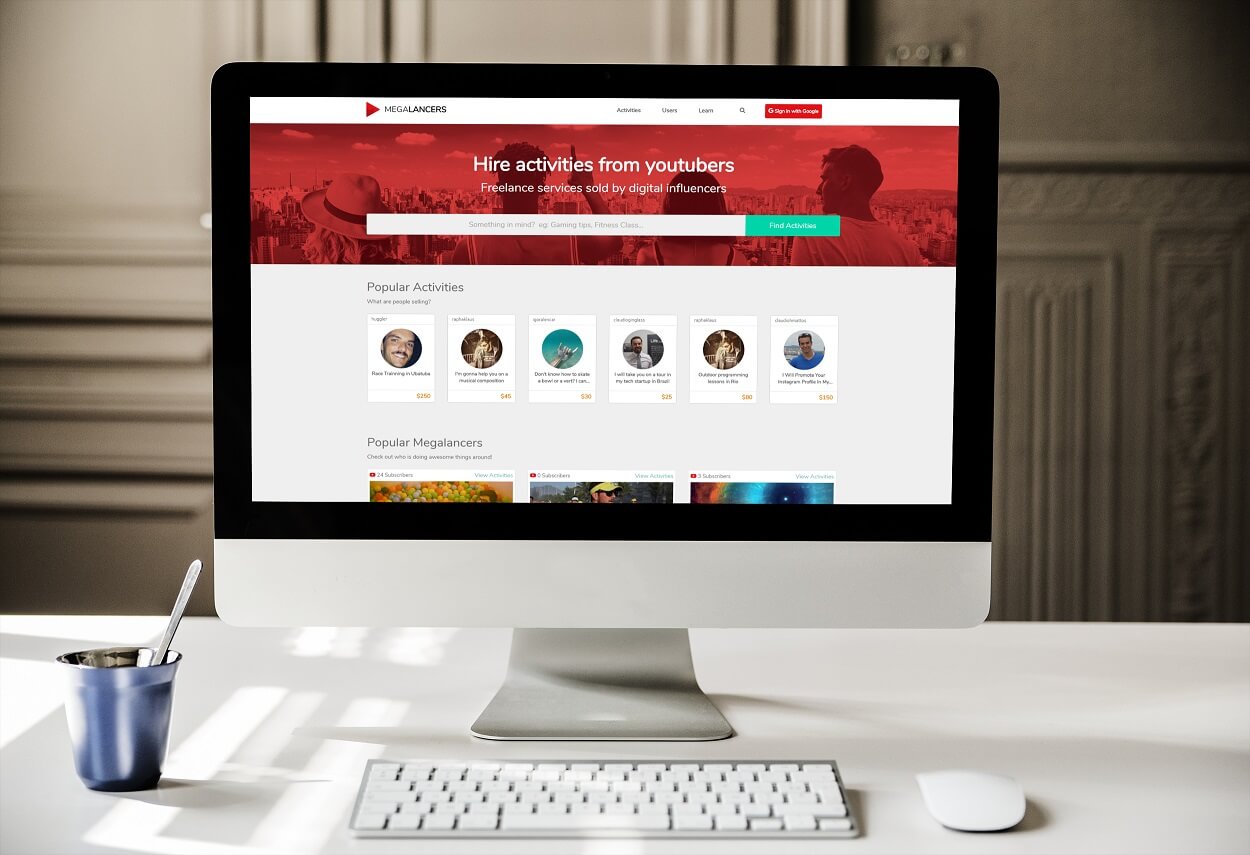 MEGALANCERS
Activities
Users
Learn
G Sign in with Google
Hire activities from youtubers
Freelance services sold by digital influencers
Something in mind? eg: Gaming tips, Fitness Class...
Find Activities
Popular Activities
What are people selling?
huggler
raphaklaus
igoralencar
claudiohmattos
raphaklaus
Race Trainning in Ubatuba
I'm gonna help you on a
musical composition
Don't know how to skate
a bowl or a vert? I can...
I will take you on a tour in
my tech startup in Brazil
Outdoor programming
lessons in Rio
I Will Promote Your
Instagram Profile In My...
$250
$45
$30
$25
$80
$150
Popular Megalancers
Check out who is doing awesome things around!
24 Subscribers
View Activities
0 Subscribers
View Activities
3 Subscribers
View Activities